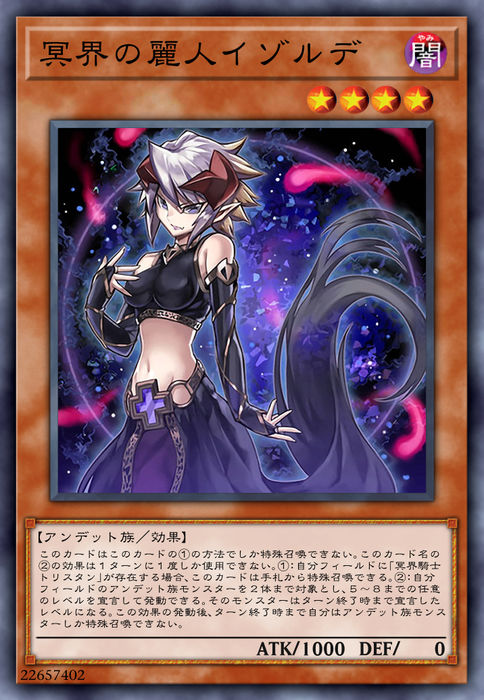 冥界の麗人イゾルデ
やみ
闇
【アンデット族／効果】
このカードはこのカードの①の方法でしか特殊召喚できない。このカード名の
②の効果は１ターンに１度しか使用できない。①：自分フィールドに「冥界騎士
トリスタン」が存在する場合、このカードは手札から特殊召喚できる。②：自分
フィールドのアンデット族モンスターを２体まで対象とし、５～８までの任意
のレベルを宣言して発動できる。そのモンスターはターン終了時まで宣言した
レベルになる。この効果の発動後、ターン終了時まで自分はアンデット族モンス
ターしか特殊召喚できない。
ATK/1000 DEF/ 0
22657402